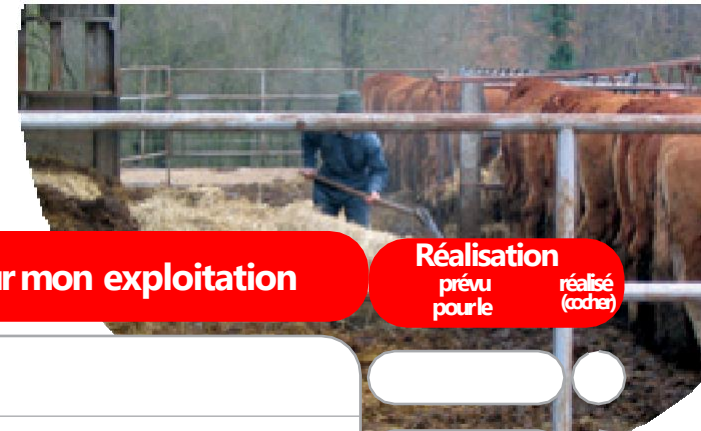 mon exploitation
Réalisation
prévu
pour le
réalisé
(cocher)